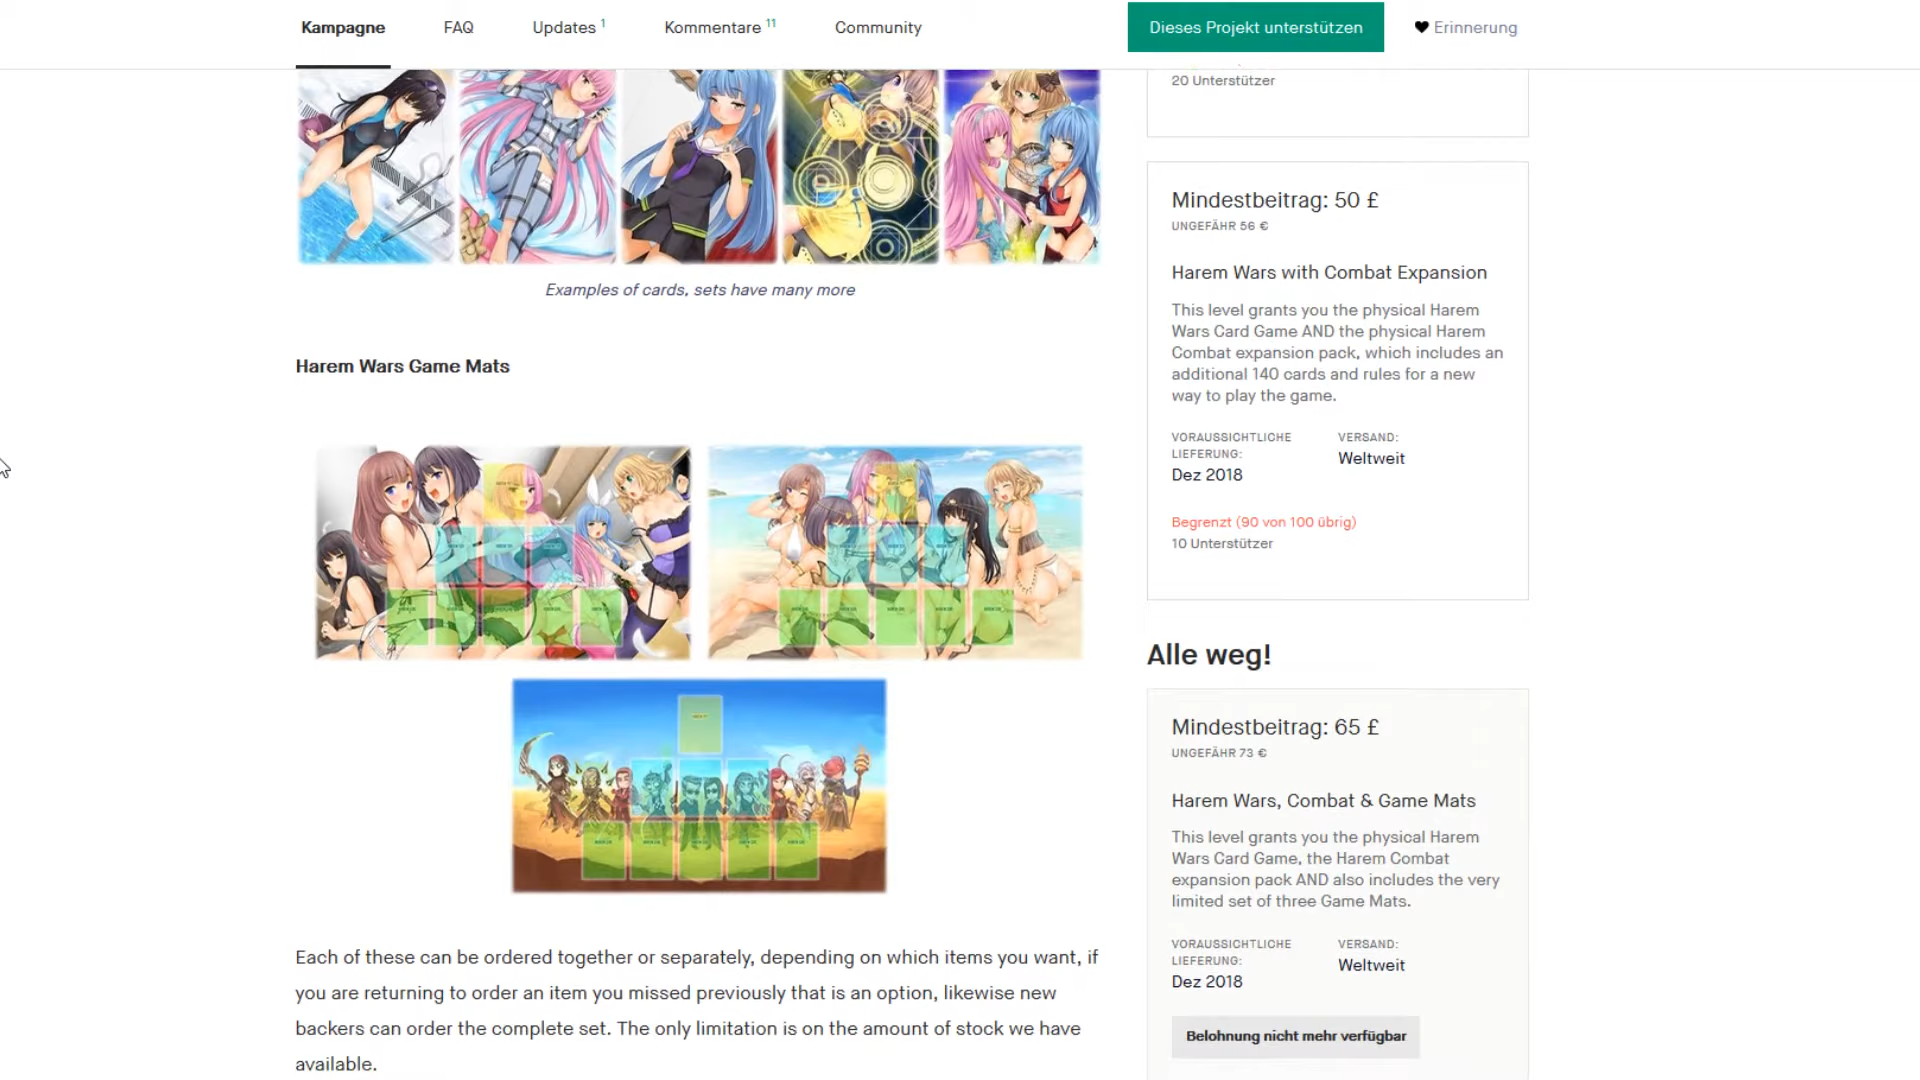 Kampagne
FAQ
Updates 1
Kommentare 11
Community
Dieses Projekt unterstützen
Erinnerung
Examples of cards, sets have many more
Harem Wars Game Mats
Each of these can be ordered together or separately, depending on which items you want, if
you are returning to order an item you missed previously that is an option, likewise new
backers can order the complete set. The only limitation is on the amount of stock we have
available.
20 Unterstützer
Mindestbeitrag: 50 £
UNGEFÄHR 56 €
Harem Wars with Combat Expansion
This level grants you the physical Harem
Wars Card Game AND the physical Harem
Combat expansion pack, which includes an
additional 140 cards and rules for a new
way to play the game.
VORAUSSICHTLICHE
LIEFERUNG:
Dez 2018
VERSAND:
Weltweit
Begrenzt (90 von 100 übrig)
10 Unterstützer
Alle weg!
Mindestbeitrag: 65 £
UNGEFÄHR 73 €
Harem Wars, Combat & Game Mats
This level grants you the physical Harem
Wars Card Game, the Harem Combat
expansion pack AND also includes the very
limited set of three Game Mats.
VORAUSSICHTLICHE
LIEFERUNG:
Dez 2018
VERSAND:
Weltweit
Belohnung nicht mehr verfügbar